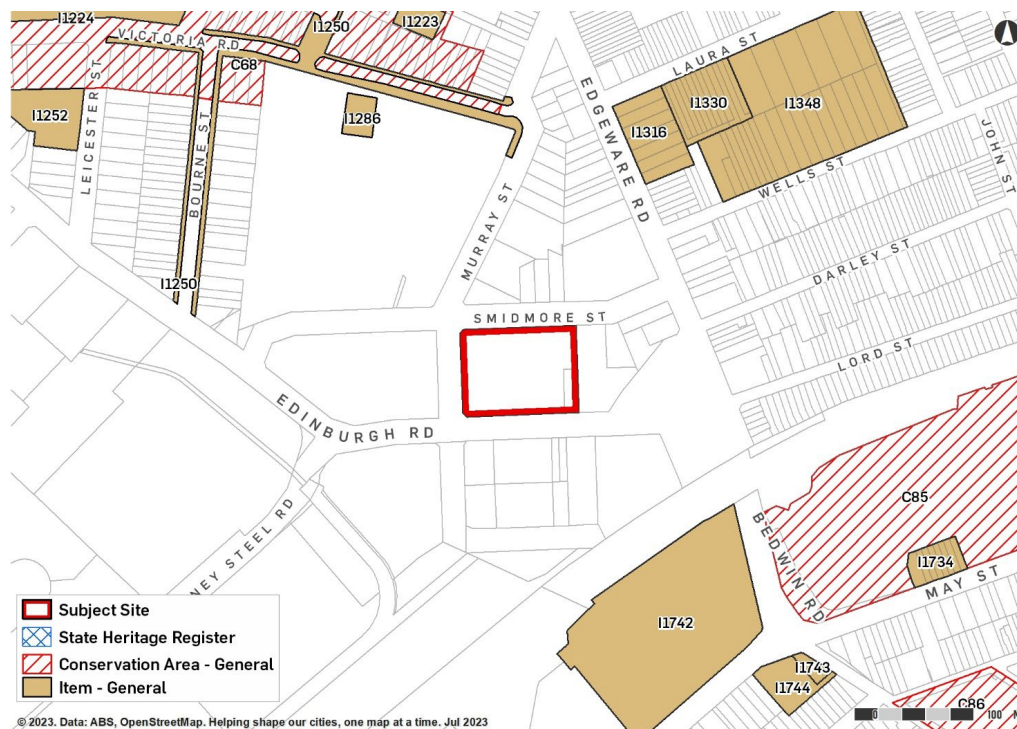 I1224
I1250
I1223
VICTORIA RD
C68
LAURA ST
EDGEWARE RD
I1330
I1348
I1316
I1286
I1252
LEICESTER ST
BOURNE ST
JOHN ST
WELLS ST
MURRAY ST
DARLEY ST
I1250
SMIDMORE ST
LORD ST
EDINBURGH RD
C85
NEY STEEL RD
BEDWIN RD
I1734
MAY ST
I1742
I1743
I1744
C86
Subject Site
State Heritage Register
Conservation Area - General
Item - General
© 2023. Data: ABS, OpenStreetMap. Helping shape our cities, one map at a time. Jul 2023
0 100